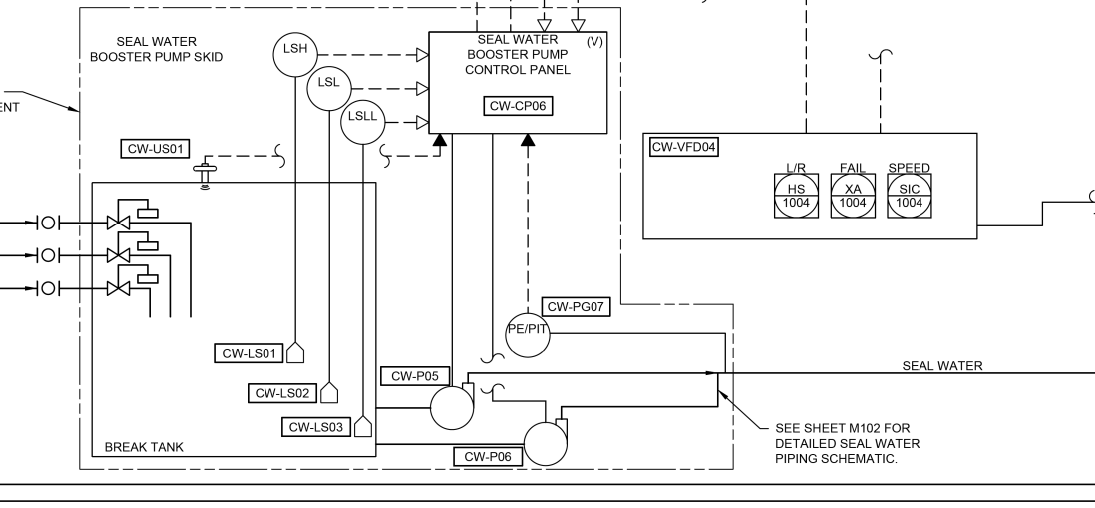 SEAL WATER
BOOSTER PUMP SKID
ENT
LSH
LSL
LSLL
SEAL WATER
(V)
BOOSTER PUMP
CONTROL PANEL
CW-CP06
CW-US01
CW-VFD04
L/R
FAIL
SPEED
HS
1004
XA
1004
SIC
1004
CW-PG07
PE/PIT
CW-LS01
CW-LS02
CW-LS03
CW-P05
CW-P06
BREAK TANK
SEAL WATER
SEE SHEET M102 FOR
DETAILED SEAL WATER
PIPING SCHEMATIC.